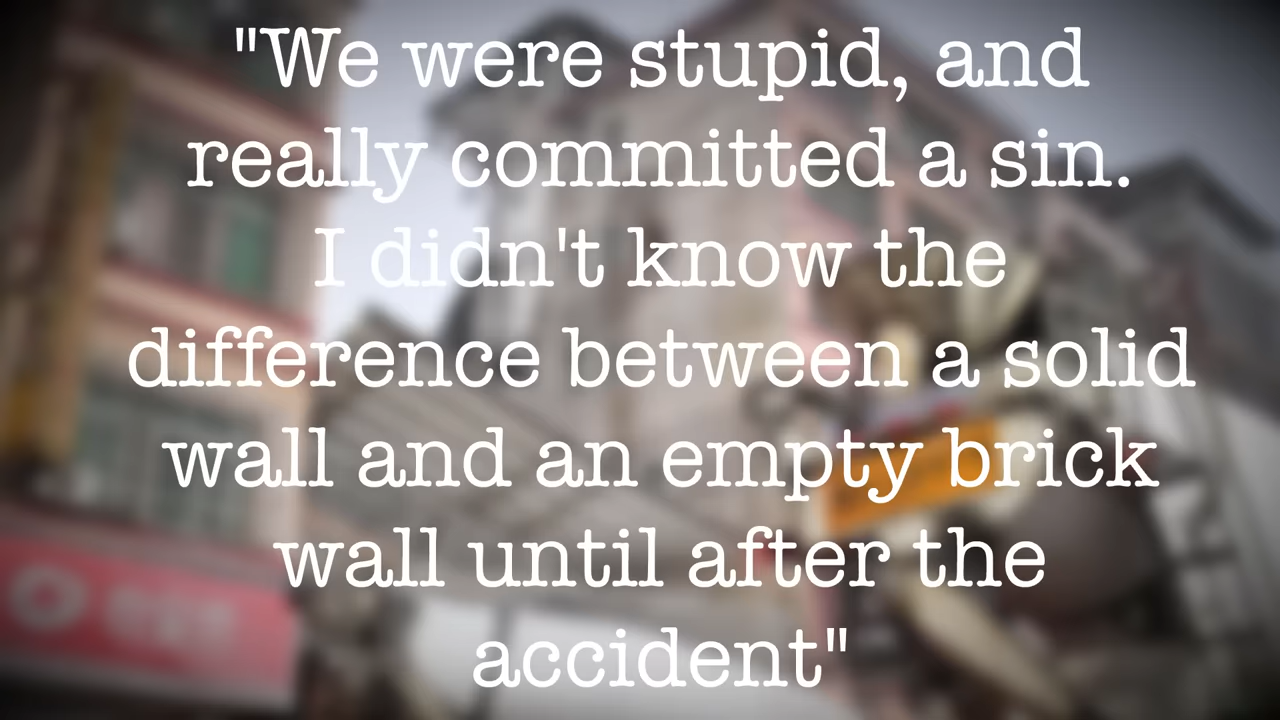 "We were stupid, and
really committed a sin.
I didn't know the
difference between a solid
wall and an empty brick
wall until after the
accident"